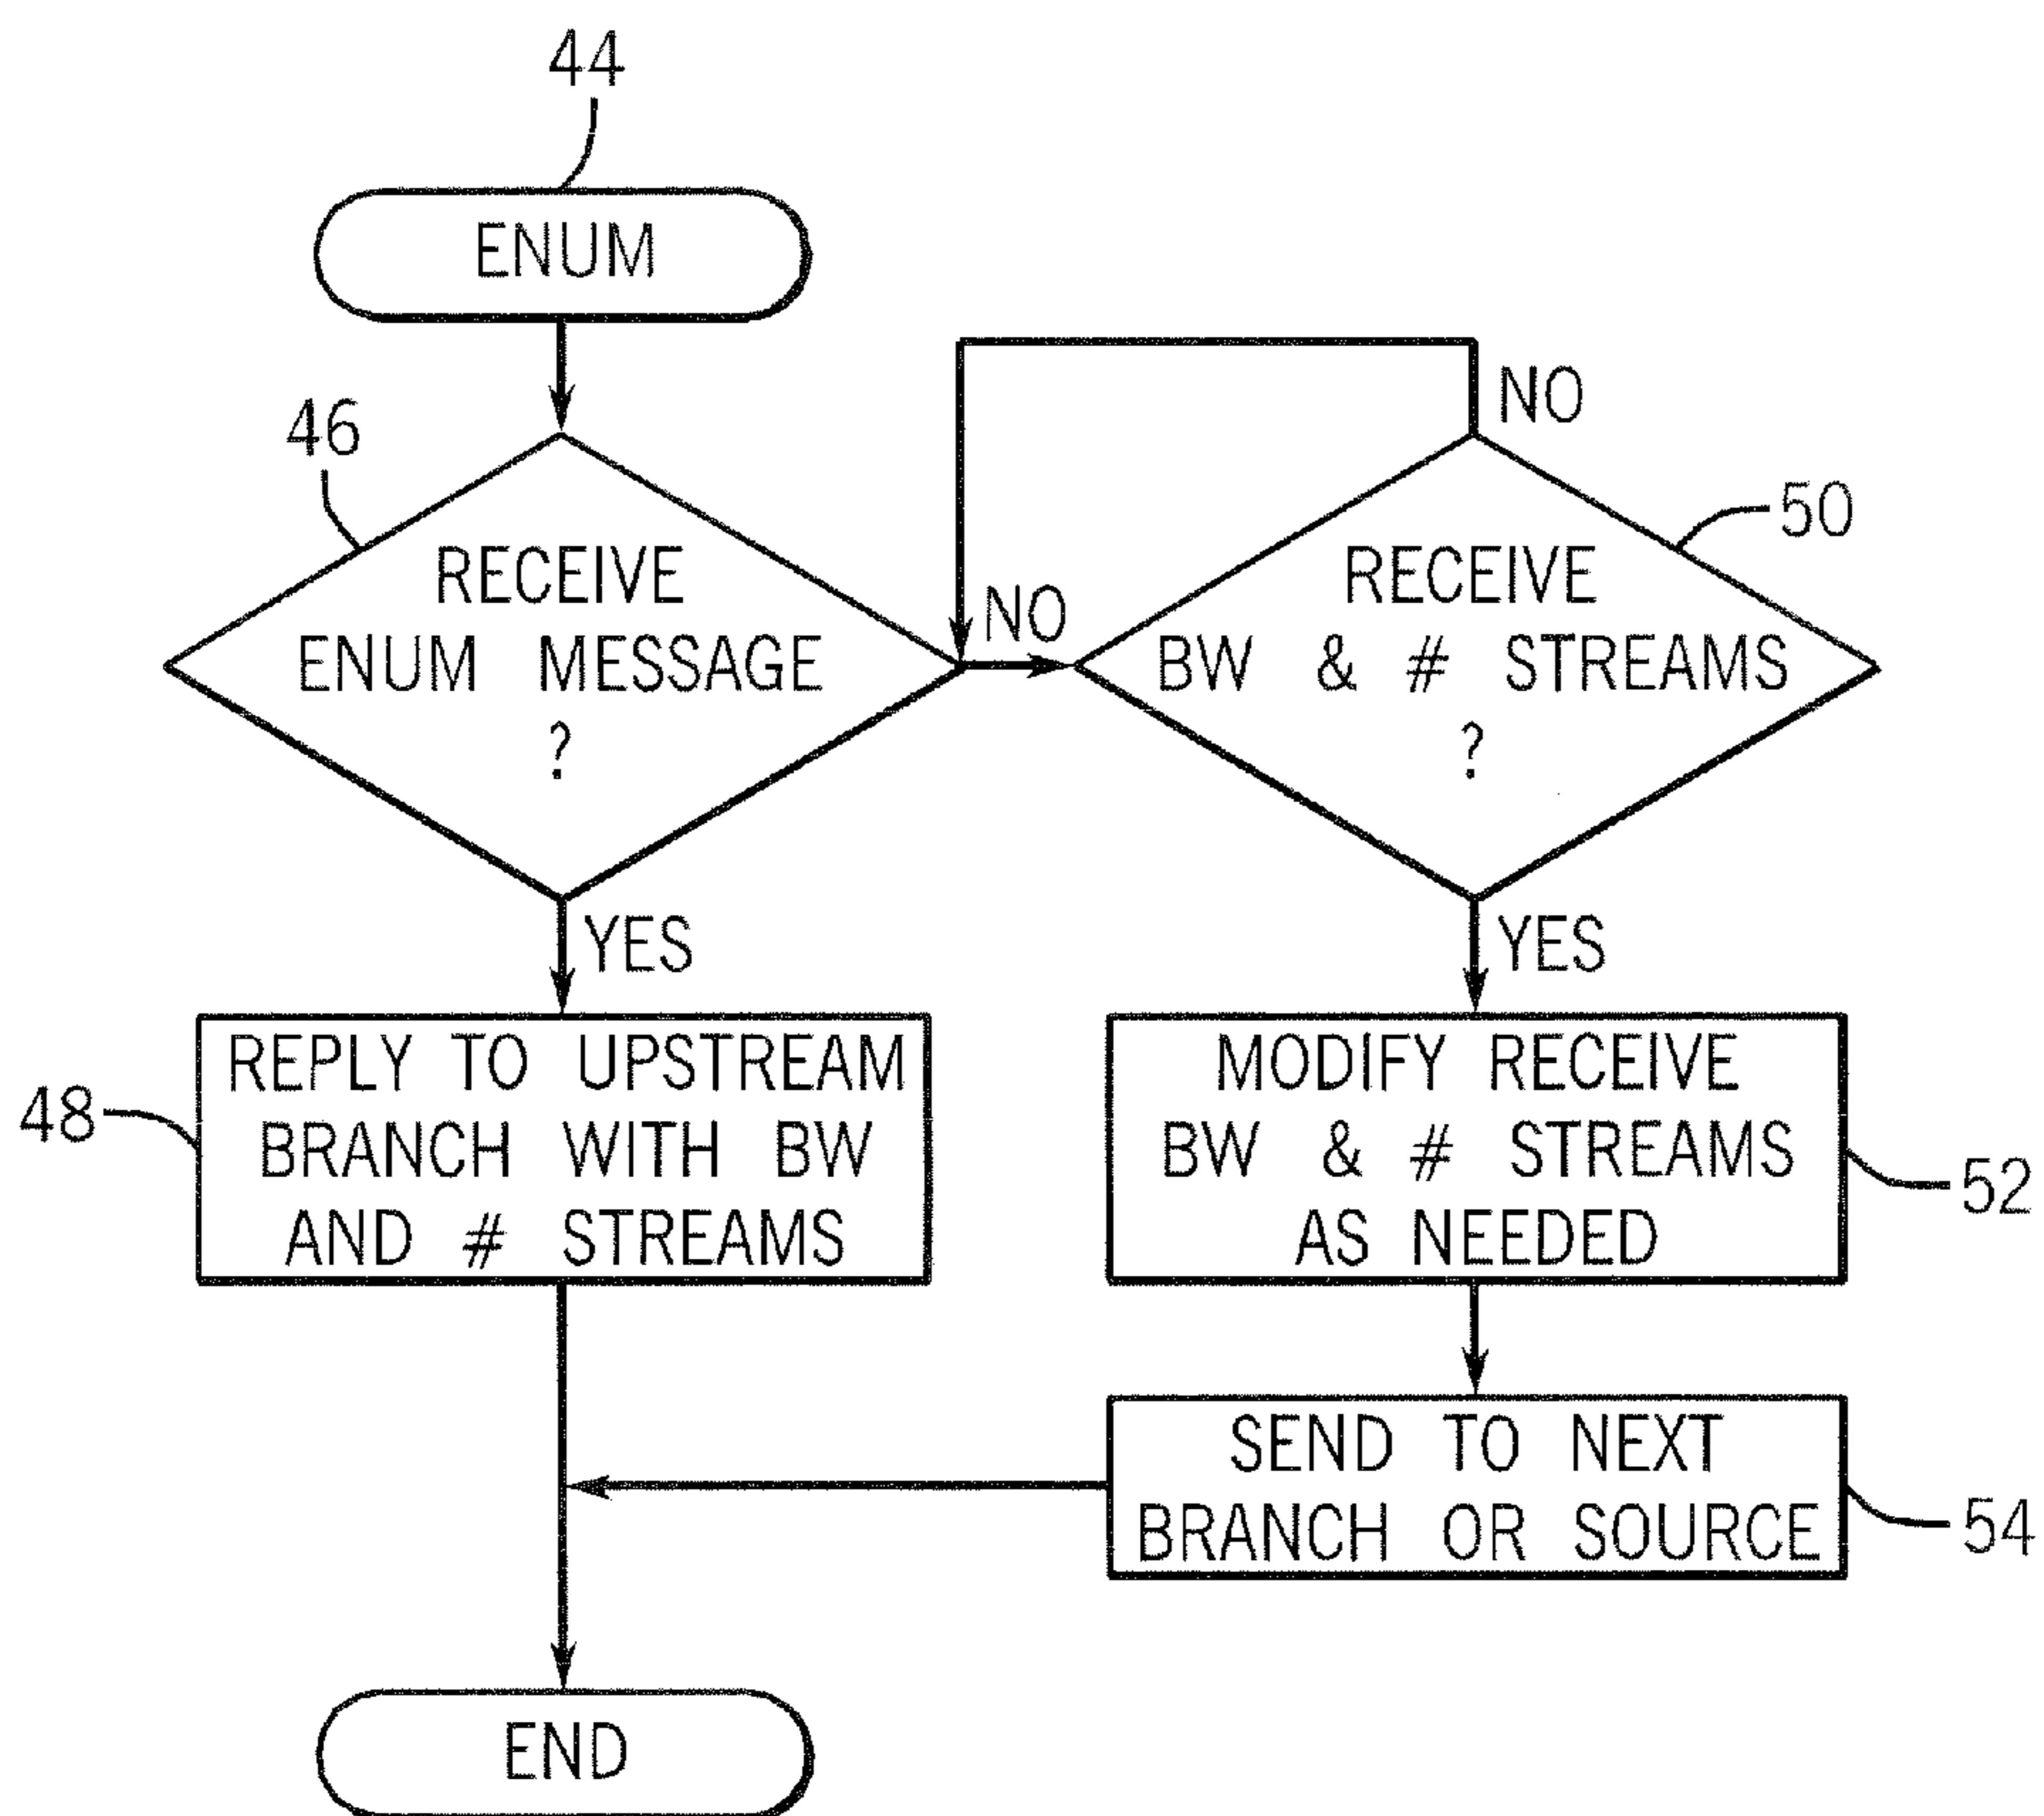 44
ENUM
46
RECEIVE
ENUM MESSAGE
?
NO
NO
50
RECEIVE
BW & # STREAMS
?
YES
YES
48
REPLY TO UPSTREAM
BRANCH WITH BW
AND # STREAMS
MODIFY RECEIVE
BW & # STREAMS
AS NEEDED
52
SEND TO NEXT
BRANCH OR SOURCE
54
END